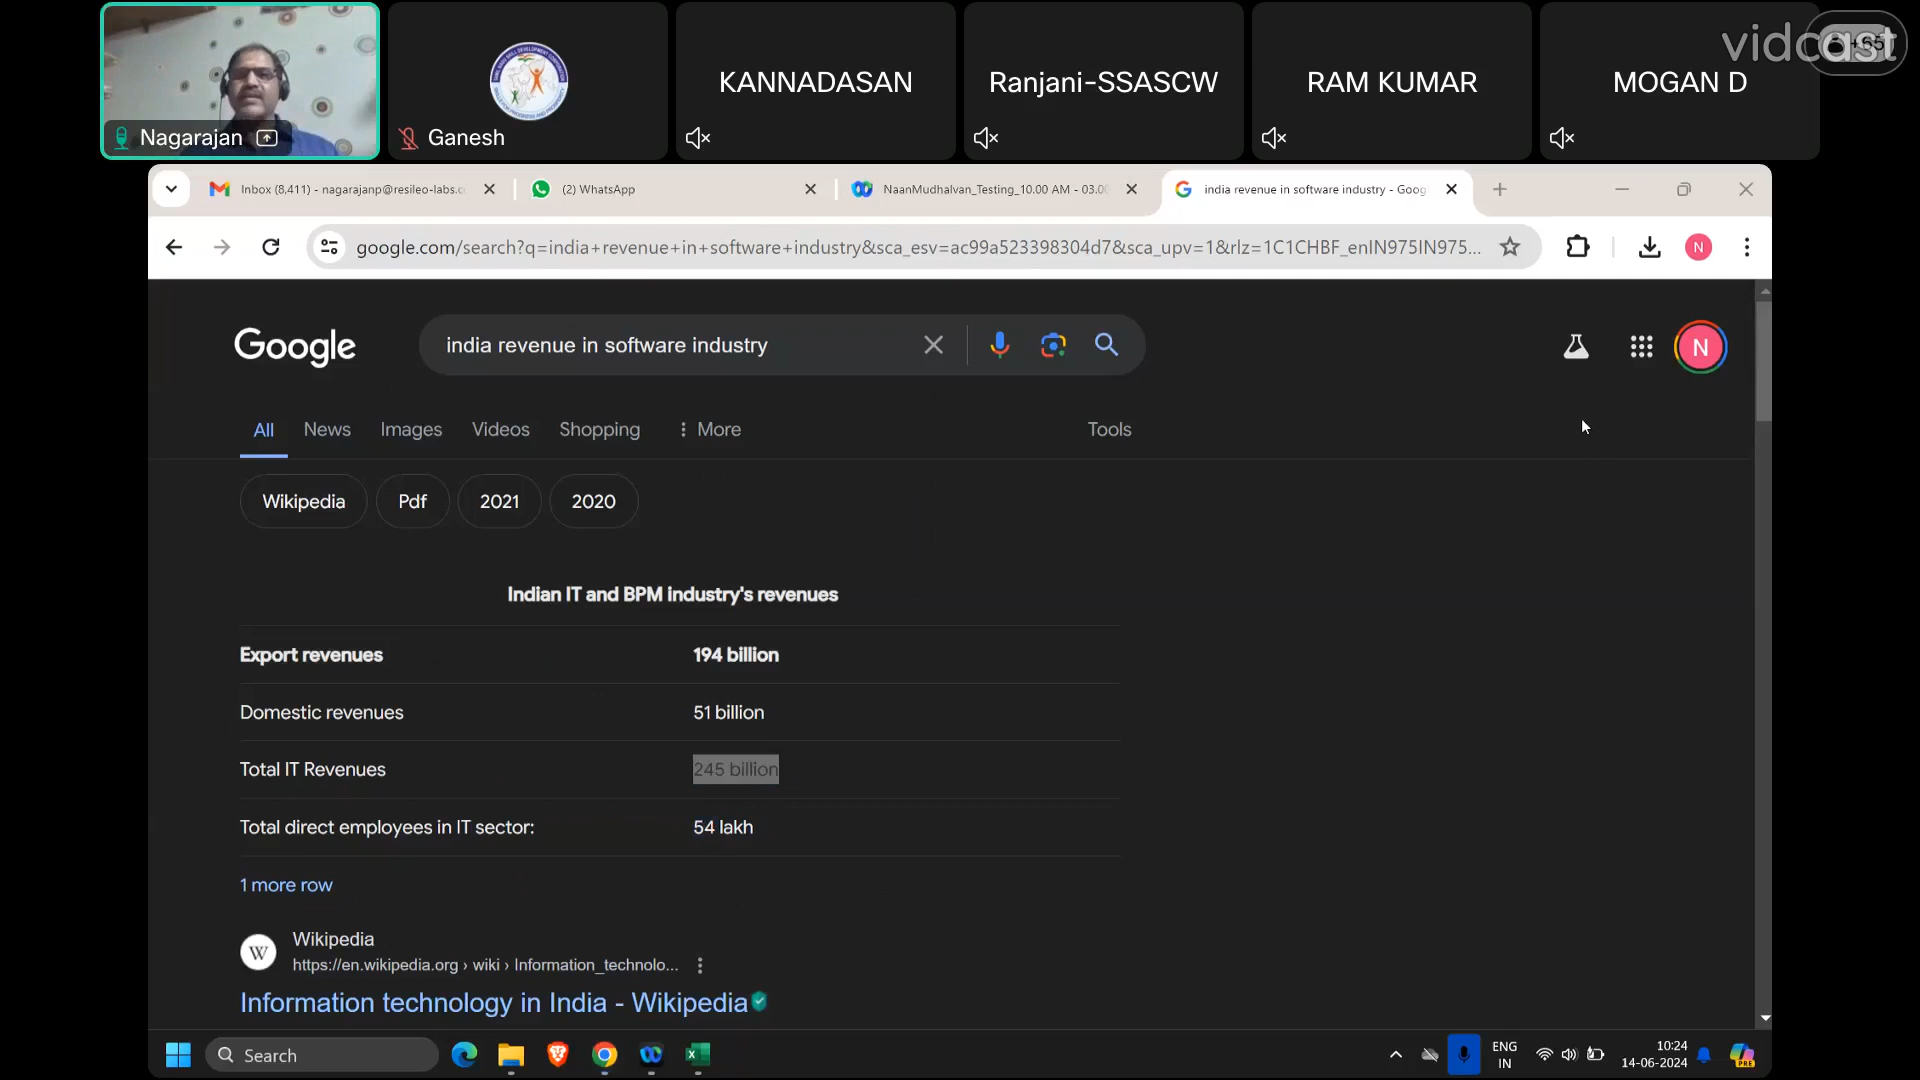 vidcast
Nagarajan
Ganesh
KANNADASAN
Ranjani-SSASCW
RAM KUMAR
MOGAN D
Inbox (8,411) - nagarajanp@resileo-labs.c
(2) WhatsApp
NaanMudhalvan_Testing_10.00 AM - 03.00
india revenue in software industry - Goog
google.com/search?q=india+revenue+in+software+industry&sca_esv=ac99a523398304d7&sca_upv=1&rlz=1C1CHBF_enIN975IN975...
N
Google
india revenue in software industry
N
All
News
Images
Videos
Shopping
More
Tools
Wikipedia
Pdf
2021
2020
Indian IT and BPM industry's revenues
Export revenues 194 billion
Domestic revenues 51 billion
Total IT Revenues 245 billion
Total direct employees in IT sector: 54 lakh
1 more row
W
Wikipedia
https://en.wikipedia.org › wiki › Information_technolo...
Information technology in India - Wikipedia
Search
ENG
IN
10:24
14-06-2024
PRE